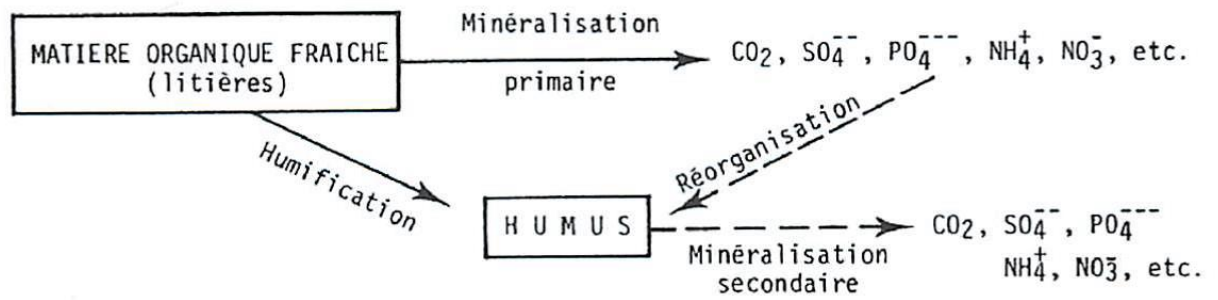 Minéralisation
MATIERE ORGANIQUE FRAICHE
(litières)
primaire
CO₂, SO₄⁻⁻, PO₄⁻⁻⁻, NH₄⁺, NO₃⁻, etc.
Humification
Réorganisation
H U M U S
Minéralisation
secondaire
CO₂, SO₄⁻⁻, PO₄⁻⁻⁻
NH₄⁺, NO₃⁻, etc.